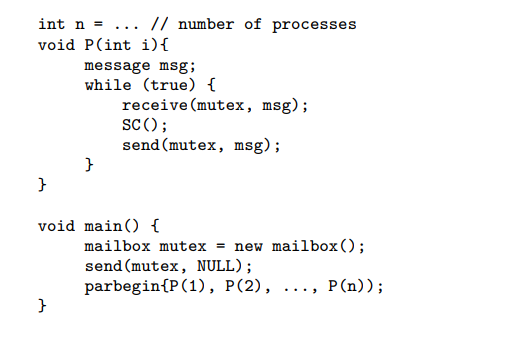 int n = ... // number of processes
void P(int i){
message msg;
while (true) {
receive(mutex, msg);
SC();
send(mutex, msg);
}
}
void main() {
mailbox mutex = new mailbox();
send(mutex, NULL);
parbegin{P(1), P(2), ..., P(n));
}